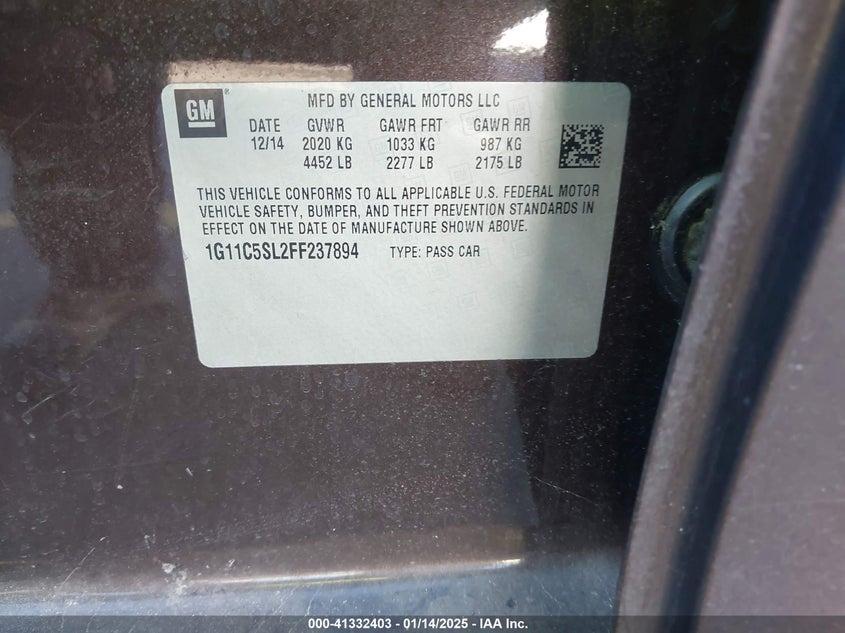 GM
MFD BY GENERAL MOTORS LLC
DATE GVWR GAWR FRT GAWR RR
12/14 2020 KG 1033 KG 987 KG
4452 LB 2277 LB 2175 LB
THIS VEHICLE CONFORMS TO ALL APPLICABLE U.S. FEDERAL MOTOR
VEHICLE SAFETY, BUMPER, AND THEFT PREVENTION STANDARDS IN
EFFECT ON THE DATE OF MANUFACTURE SHOWN ABOVE.
1G11C5SL2FF237894 TYPE: PASS CAR
000-41332403 - 01/14/2025 - IAA Inc.